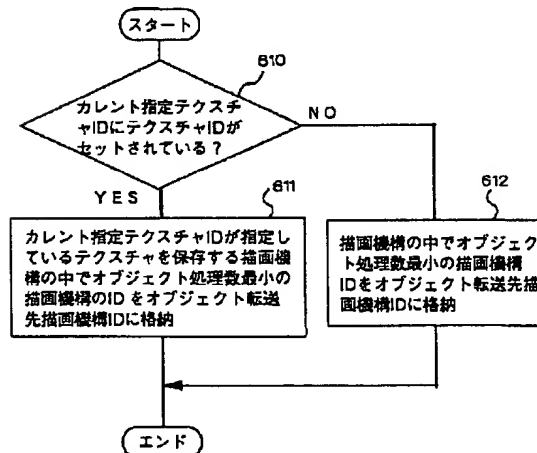 スタート
610
カレント指定テクスチ
ャIDにテクスチャIDが
セットされている？
NO
YES
611
カレント指定テクスチャIDが指定し
ているテクスチャを保存する描画機
構の中でオブジェクト処理数最小の
描画機構のID をオブジェクト転送
先描画機構IDに格納
612
描画機構の中でオブジェク
ト処理数最小の描画機構
IDをオブジェクト転送先描
画機構IDに格納
エンド